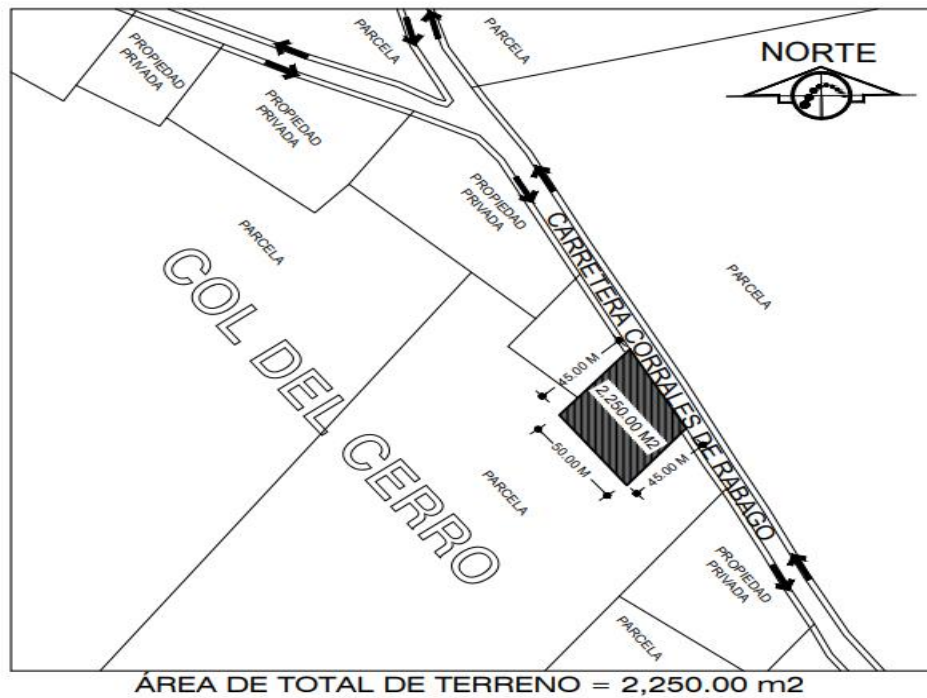 PARCELA
PARCELA
NORTE
PROPIEDAD
PRIVADA
PROPIEDAD
PRIVADA
PROPIEDAD
PRIVADA
PARCELA
CARRETERA CORRALES DE RABAGO
PARCELA
COL DEL CERRO
45.00 M
2,250.00 M2
50.00 M
45.00 M
PARCELA
PROPIEDAD
PRIVADA
PARCELA
ÁREA DE TOTAL DE TERRENO = 2,250.00 m2